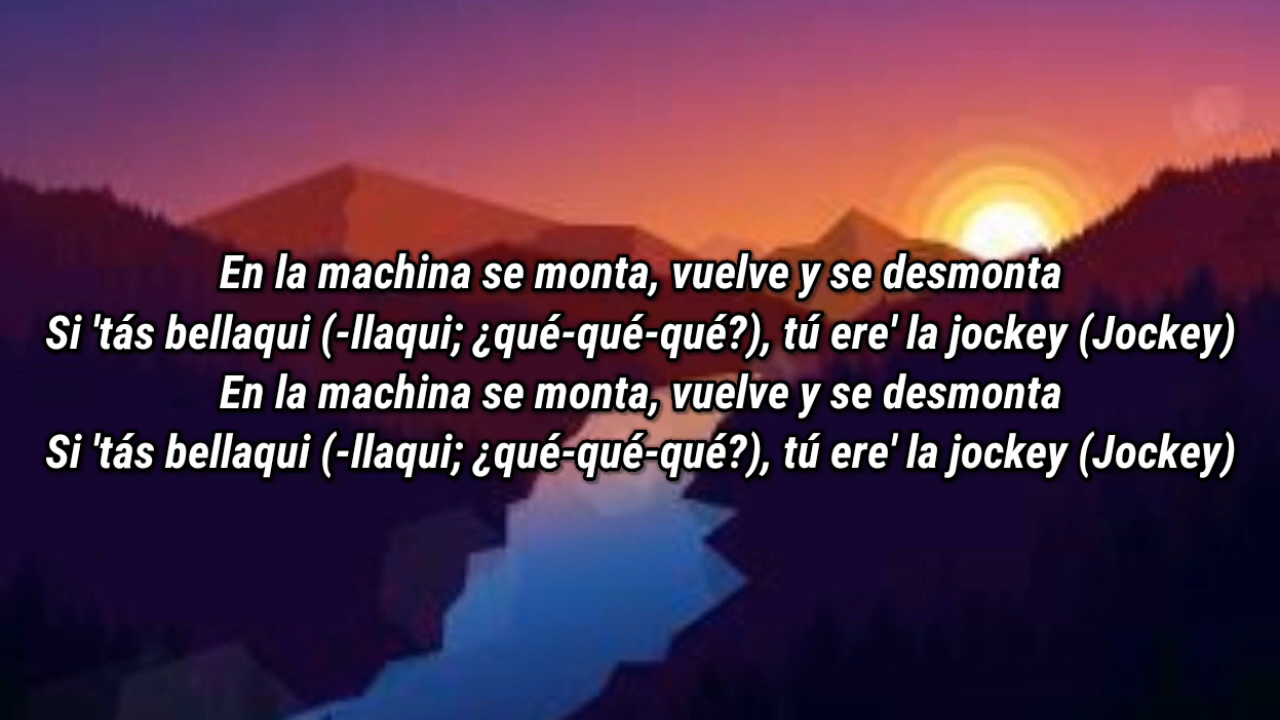 En la machina se monta, vuelve y se desmonta
Si 'tás bellaqui (-llaqui; ¿qué-qué-qué?), tú ere' la jockey (Jockey)
En la machina se monta, vuelve y se desmonta
Si 'tás bellaqui (-llaqui; ¿qué-qué-qué?), tú ere' la jockey (Jockey)